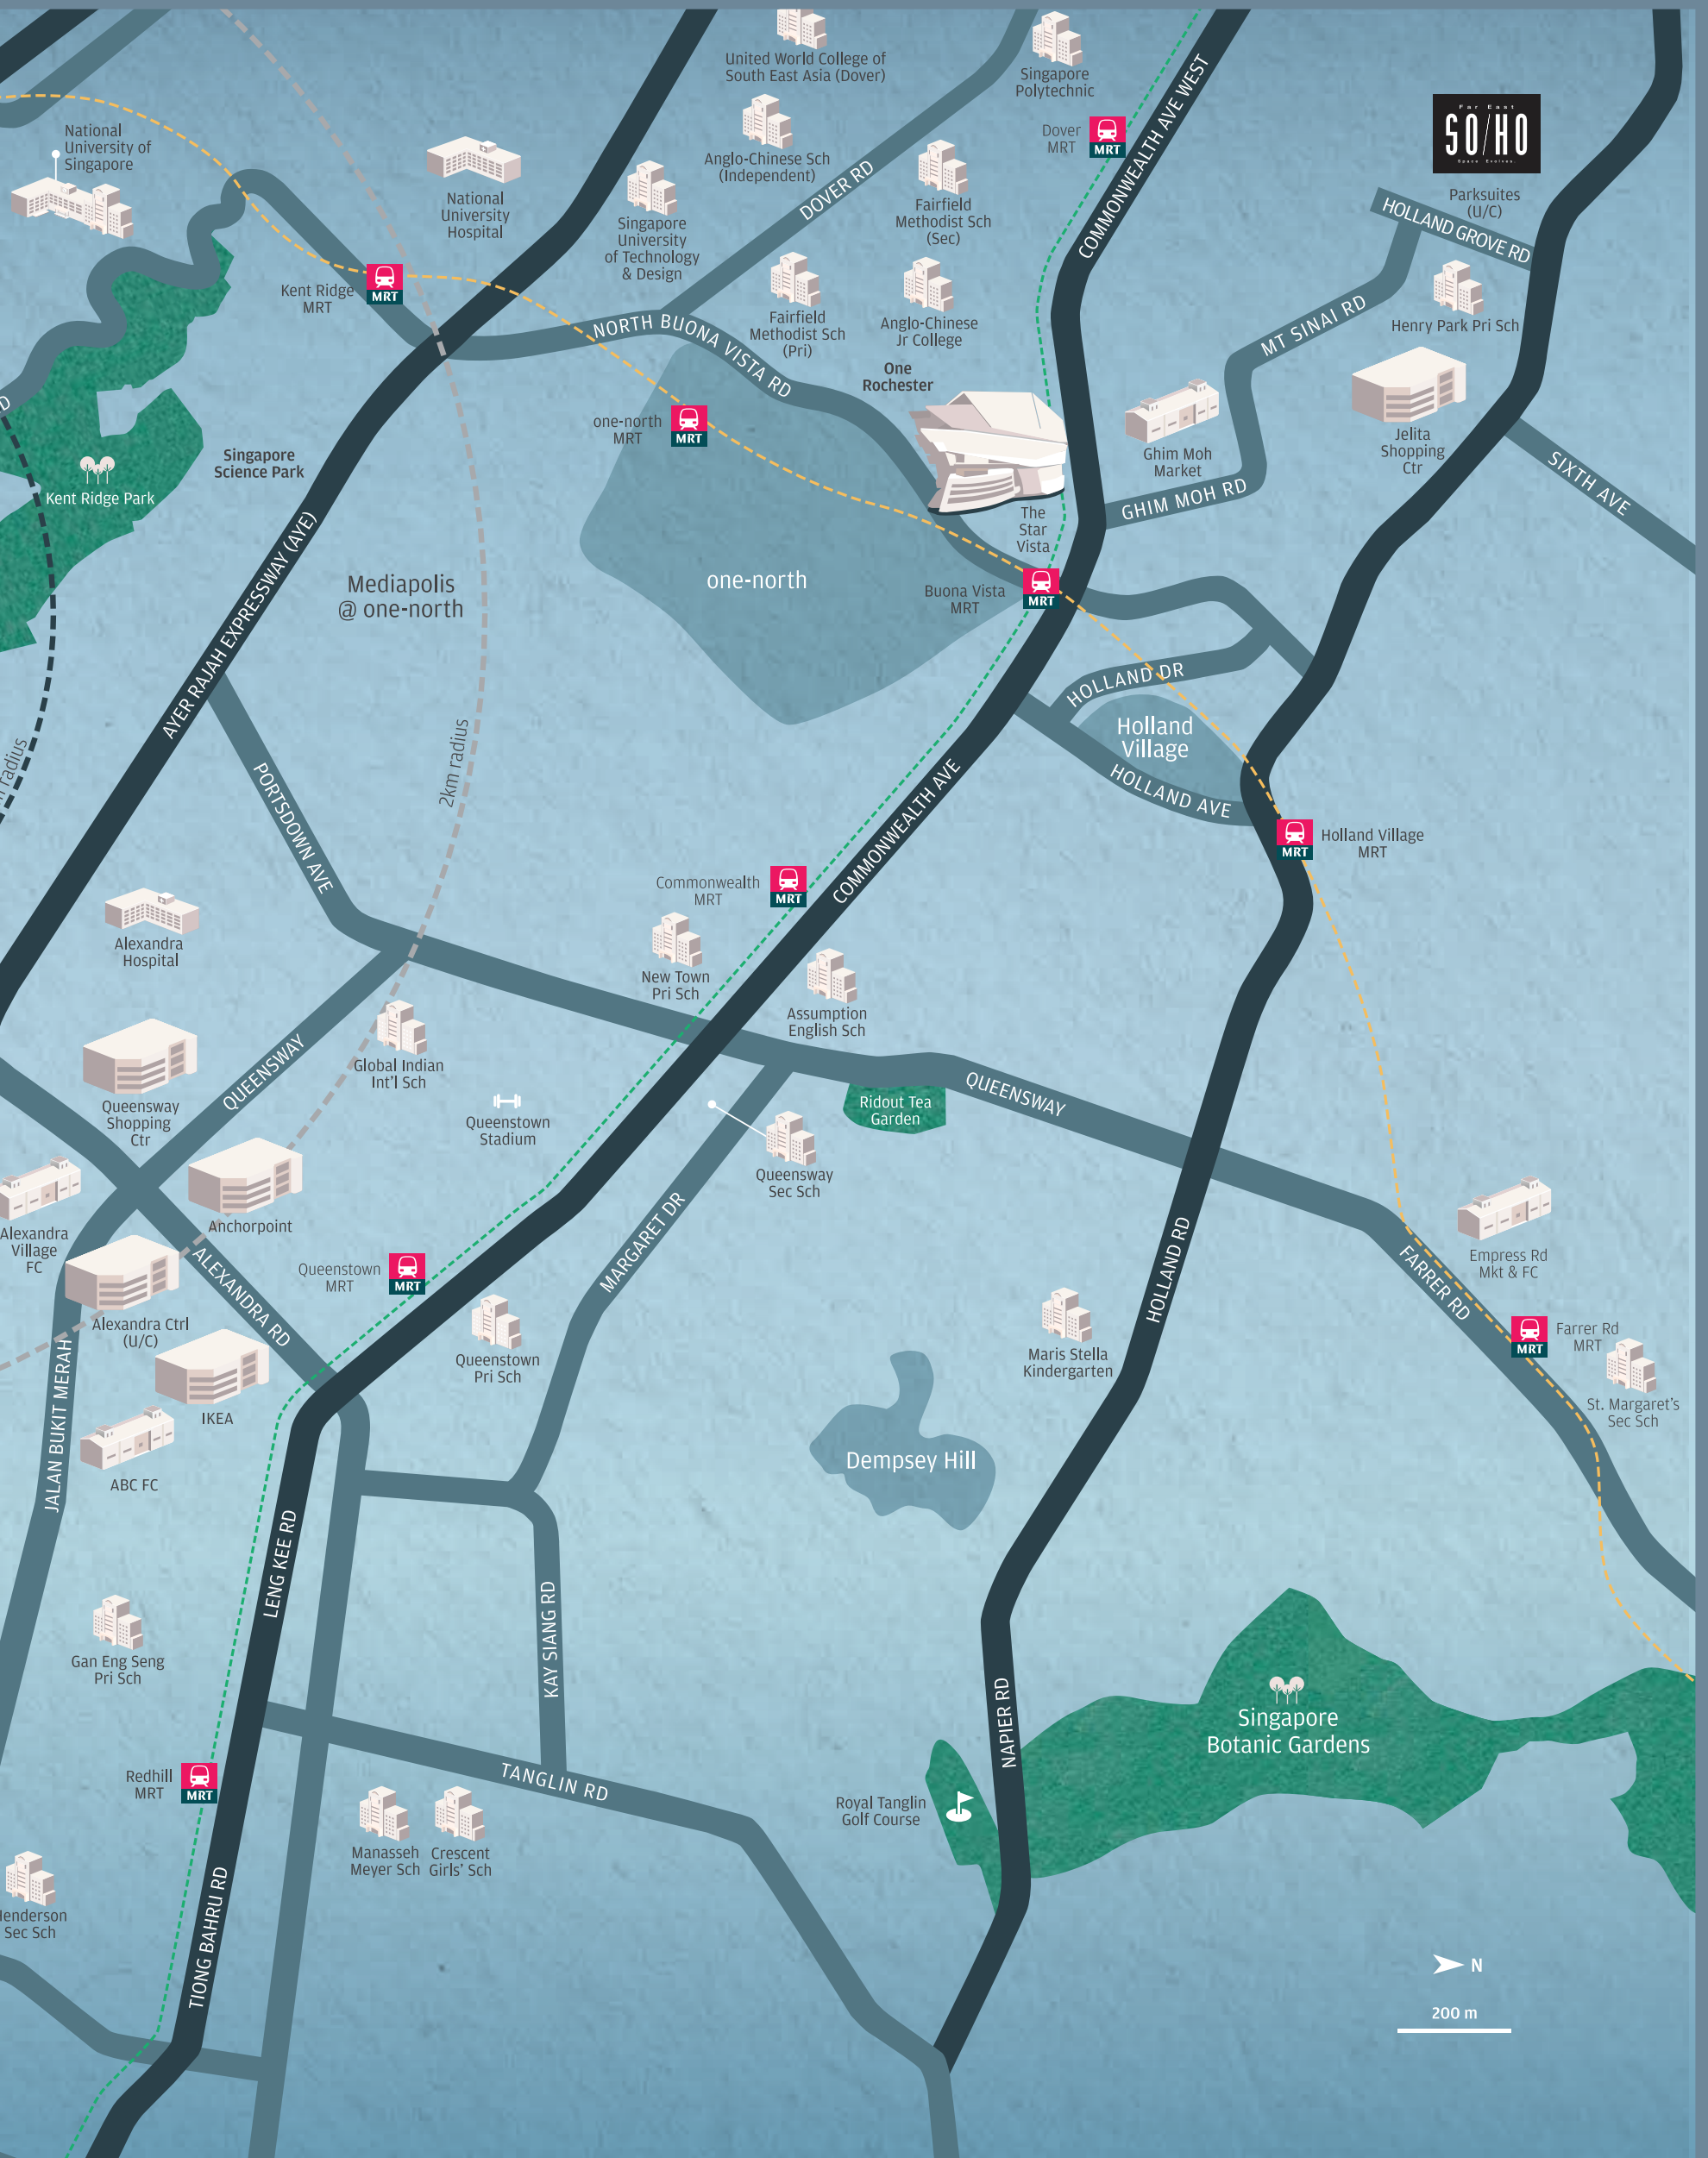 United World College of
South East Asia (Dover)
Singapore
Polytechnic
COMMONWEALTH AVE WEST
Far East
SO/HO
Space Evolves.
Parksuites
(U/C)
National
University of
Singapore
National
University
Hospital
Anglo-Chinese Sch
(Independent)
DOVER RD
Dover
MRT
MRT
Singapore
University
of Technology
& Design
Fairfield
Methodist Sch
(Sec)
HOLLAND GROVE RD
Kent Ridge
MRT
MRT
NORTH BUONA VISTA RD
Fairfield
Methodist Sch
(Pri)
Anglo-Chinese
Jr College
MT SINAI RD
Henry Park Pri Sch
One
Rochester
one-north
MRT
MRT
Ghim Moh
Market
Jelita
Shopping
Ctr
SIXTH AVE
Singapore
Science Park
Kent Ridge Park
GHIM MOH RD
The
Star
Vista
AYER RAJAH EXPRESSWAY (AYE)
Mediapolis
@ one-north
one-north
Buona Vista
MRT
MRT
HOLLAND DR
Holland
Village
HOLLAND AVE
radius
2km radius
PORTSDOWN AVE
COMMONWEALTH AVE
Holland Village
MRT
MRT
Commonwealth
MRT
MRT
Alexandra
Hospital
New Town
Pri Sch
Assumption
English Sch
QUEENSWAY
Global Indian
Int'l Sch
Queensway
Shopping
Ctr
Queenstown
Stadium
Ridout Tea
Garden
QUEENSWAY
Queensway
Sec Sch
Alexandra
Village
FC
Anchorpoint
MARGARET DR
HOLLAND RD
Empress Rd
Mkt & FC
FARRER RD
ALEXANDRA RD
Queenstown
MRT
MRT
Alexandra Ctrl
(U/C)
Queenstown
Pri Sch
Maris Stella
Kindergarten
Farrer Rd
MRT
MRT
St. Margaret's
Sec Sch
JALAN BUKIT MERAH
IKEA
ABC FC
Dempsey Hill
LENG KEE RD
KAY SIANG RD
Gan Eng Seng
Pri Sch
NAPIER RD
Singapore
Botanic Gardens
Redhill
MRT
MRT
TANGLIN RD
Royal Tanglin
Golf Course
Manasseh
Meyer Sch
Crescent
Girls' Sch
Henderson
Sec Sch
TIONG BAHRU RD
N
200 m